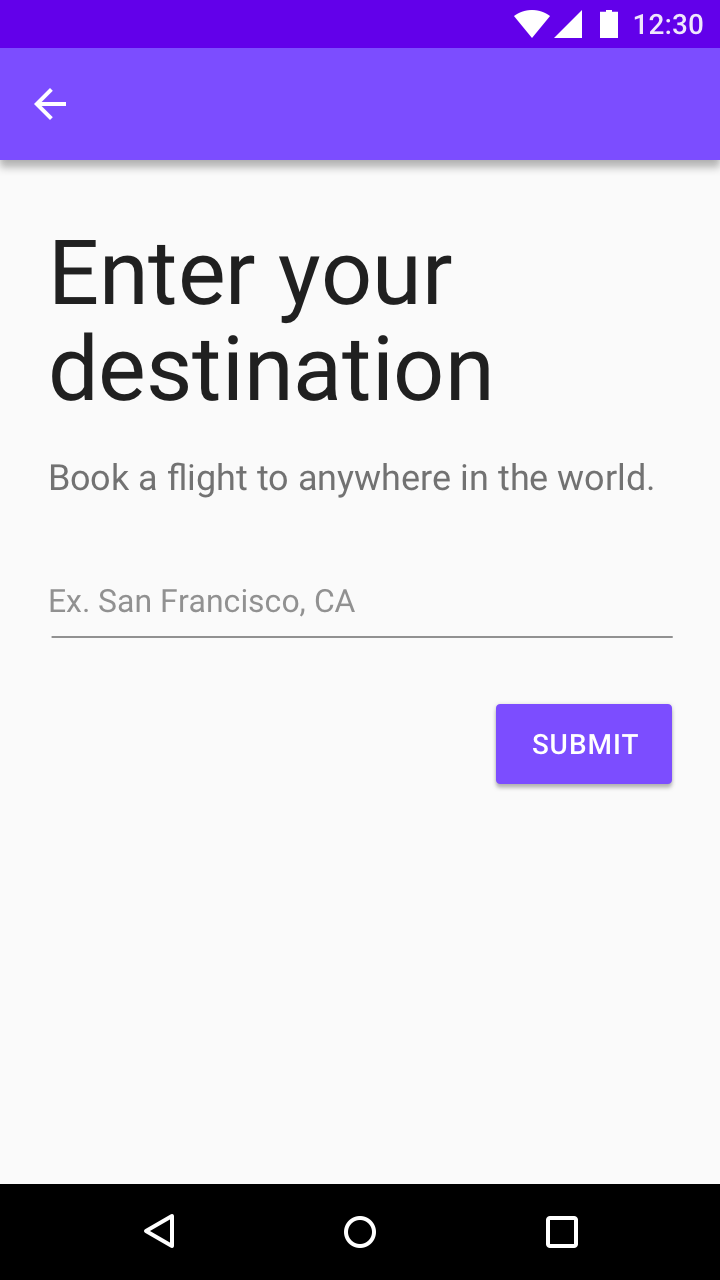 12:30
Enter your
destination
Book a flight to anywhere in the world.
Ex. San Francisco, CA
SUBMIT